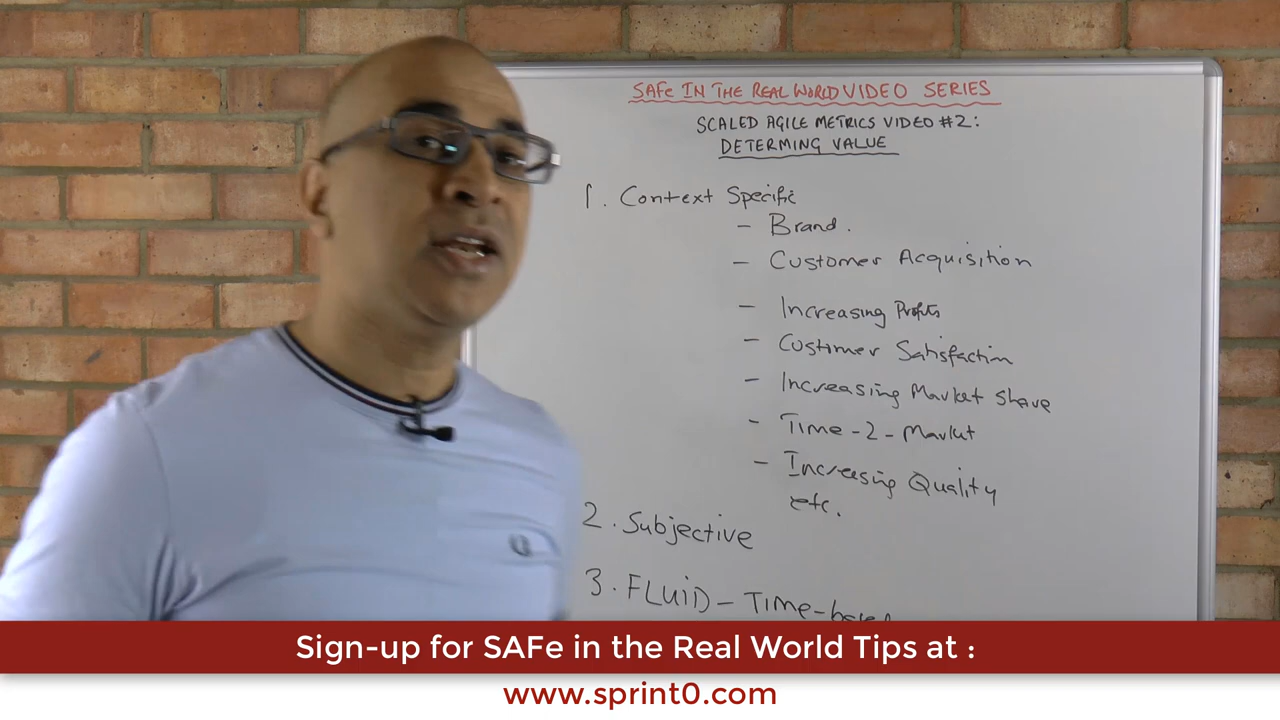 SAFe IN THE REAL WORLD VIDEO SERIES
SCALED AGILE METRICS VIDEO #2:
DETERMING VALUE
1. Context Specific
- Brand.
- Customer Acquisition
- Increasing Profits
- Customer Satisfaction
- Increasing Market share
- Time-2-Market
- Increasing Quality
etc.
2. Subjective
3. FLUID - Time-based
Sign-up for SAFe in the Real World Tips at :
www.sprint0.com